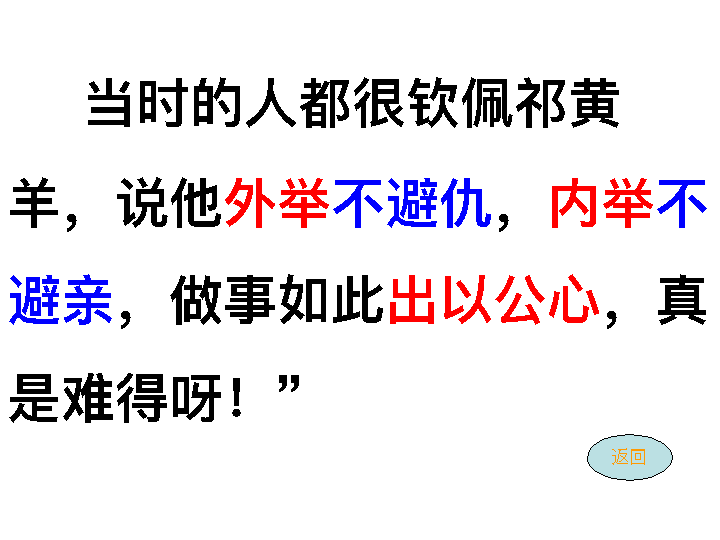 当时的人都很钦佩祁黄
羊，说他外举不避仇，内举不
避亲，做事如此出以公心，真
是难得呀！”
返回